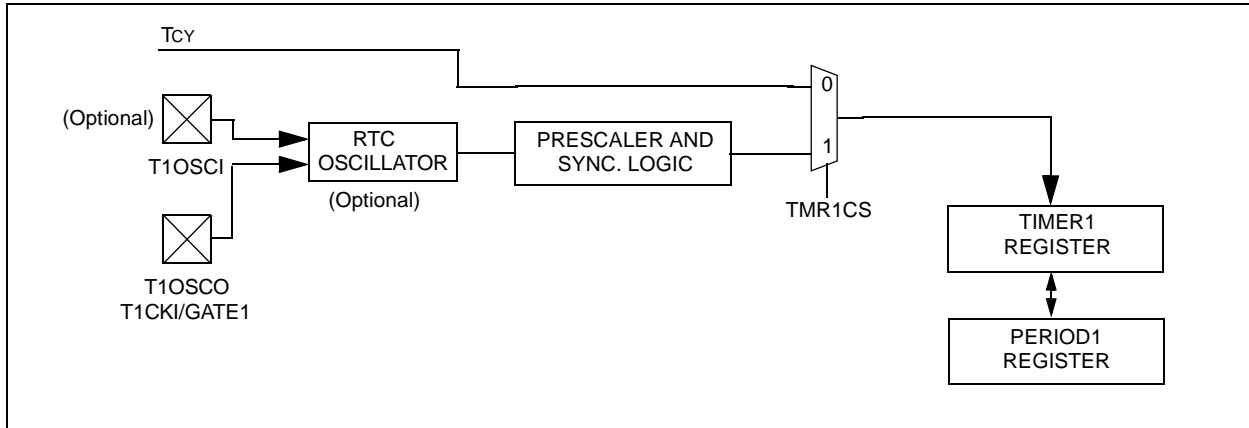 TCY
0
(Optional)
T1OSCI
RTC
OSCILLATOR
(Optional)
PRESCALER AND
SYNC. LOGIC
1
TMR1CS
T1OSCO
T1CKI/GATE1
TIMER1
REGISTER
PERIOD1
REGISTER